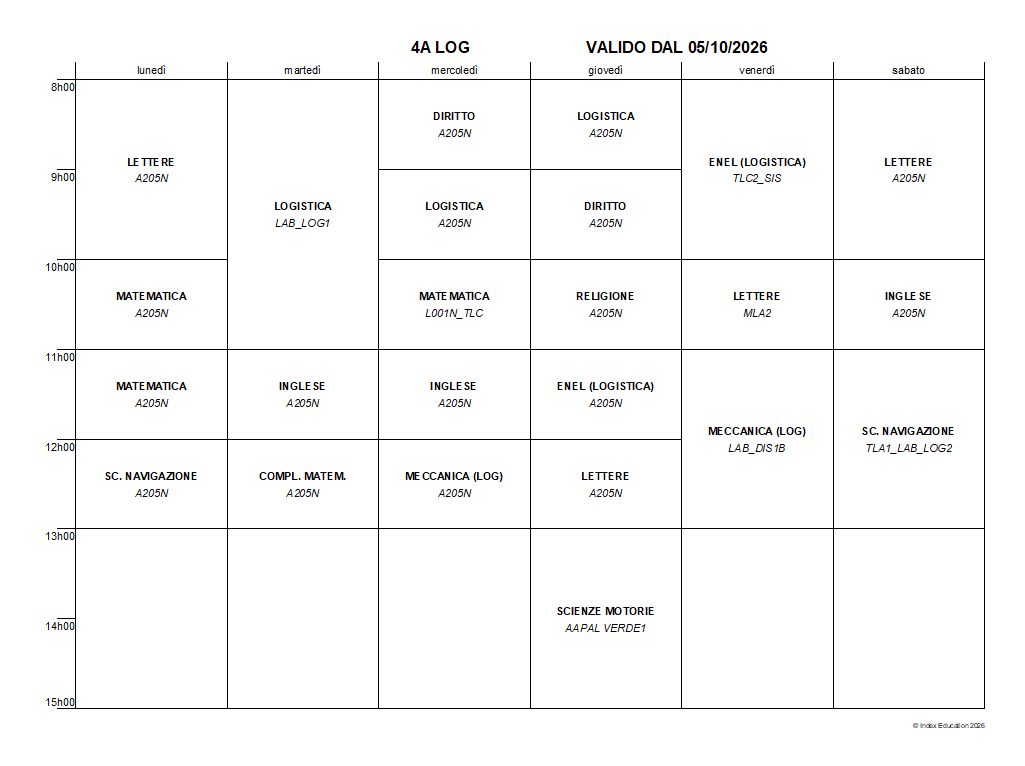 4A LOG VALIDO DAL 05/10/2026
lunedì martedì mercoledì giovedì venerdì sabato
8h00
DIRITTO LOGISTICA
A205N A205N
LETTERE ENEL (LOGISTICA) LETTERE
9h00 A205N TLC2_SIS A205N
LOGISTICA LOGISTICA DIRITTO
LAB_LOG1 A205N A205N
10h00
MATEMATICA MATEMATICA RELIGIONE LETTERE INGLESE
A205N L001N_TLC A205N MLA2 A205N
11h00
MATEMATICA INGLESE INGLESE ENEL (LOGISTICA)
A205N A205N A205N A205N
MECCANICA (LOG) SC. NAVIGAZIONE
12h00 LAB_DIS1B TLA1_LAB_LOG2
SC. NAVIGAZIONE COMPL. MATEM. MECCANICA (LOG) LETTERE
A205N A205N A205N A205N
13h00
SCIENZE MOTORIE
14h00 AAPAL VERDE1
15h00
© Index Education 2026